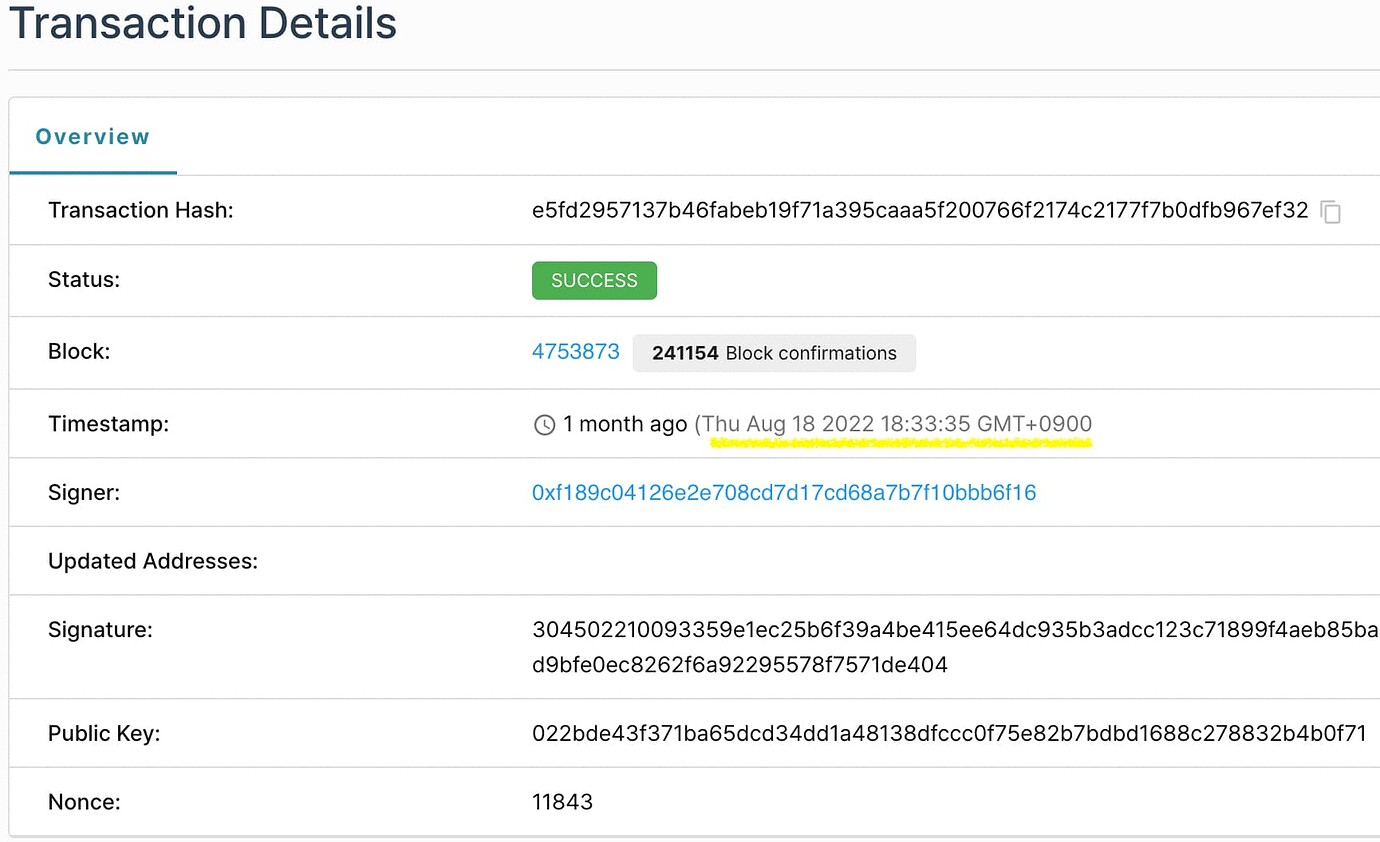 Transaction Details
Overview
Transaction Hash: e5fd2957137b46fabeb19f71a395caaa5f200766f2174c2177f7b0dfb967ef32
Status: SUCCESS
Block: 4753873 241154 Block confirmations
Timestamp: 1 month ago (Thu Aug 18 2022 18:33:35 GMT+0900
Signer: 0xf189c04126e2e708cd7d17cd68a7b7f10bbb6f16
Updated Addresses:
Signature: 304502210093359e1ec25b6f39a4be415ee64dc935b3adcc123c71899f4aeb85ba
d9bfe0ec8262f6a92295578f7571de404
Public Key: 022bde43f371ba65dcd34dd1a48138dfccc0f75e82b7bdbd1688c278832b4b0f71
Nonce: 11843